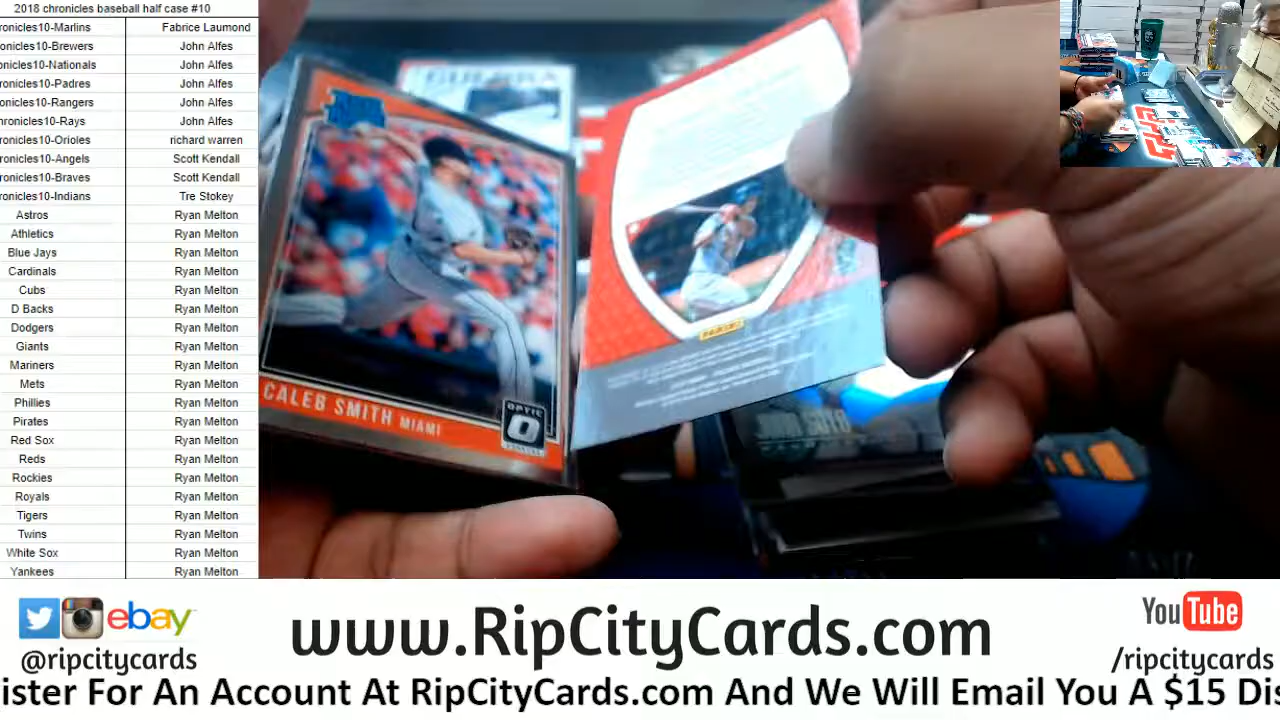 2018 chronicles baseball half case #10
ronicles10-Marlins Fabrice Laumond
onicles10-Brewers John Alfes
onicles10-Nationals John Alfes
onicles10-Padres John Alfes
onicles10-Rangers John Alfes
ronicles10-Rays John Alfes
ronicles10-Orioles richard warren
ronicles10-Angels Scott Kendall
ronicles10-Braves Scott Kendall
ronicles10-Indians Tre Stokey
Astros Ryan Melton
Athletics Ryan Melton
Blue Jays Ryan Melton
Cardinals Ryan Melton
Cubs Ryan Melton
D Backs Ryan Melton
Dodgers Ryan Melton
Giants Ryan Melton
Mariners Ryan Melton
Mets Ryan Melton
Phillies Ryan Melton
Pirates Ryan Melton
Red Sox Ryan Melton
Reds Ryan Melton
Rockies Ryan Melton
Royals Ryan Melton
Tigers Ryan Melton
Twins Ryan Melton
White Sox Ryan Melton
Yankees Ryan Melton
CALEB SMITH MIAMI
OPTIC
PANINI
ebay
@ripcitycards
www.RipCityCards.com
YouTube
/ripcitycards
ister For An Account At RipCityCards.com And We Will Email You A $15 Dis